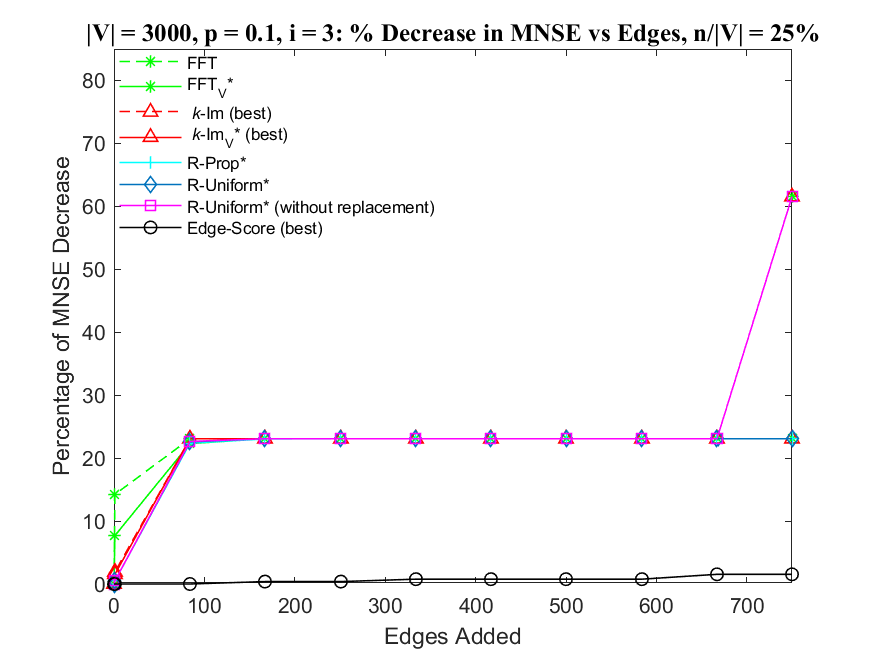 |V| = 3000, p = 0.1, i = 3: % Decrease in MNSE vs Edges, n/|V| = 25%
FFT
FFT_V*
k-Im (best)
k-Im_V* (best)
R-Prop*
R-Uniform*
R-Uniform* (without replacement)
Edge-Score (best)
Percentage of MNSE Decrease
80
70
60
50
40
30
20
10
0
0 100 200 300 400 500 600 700
Edges Added